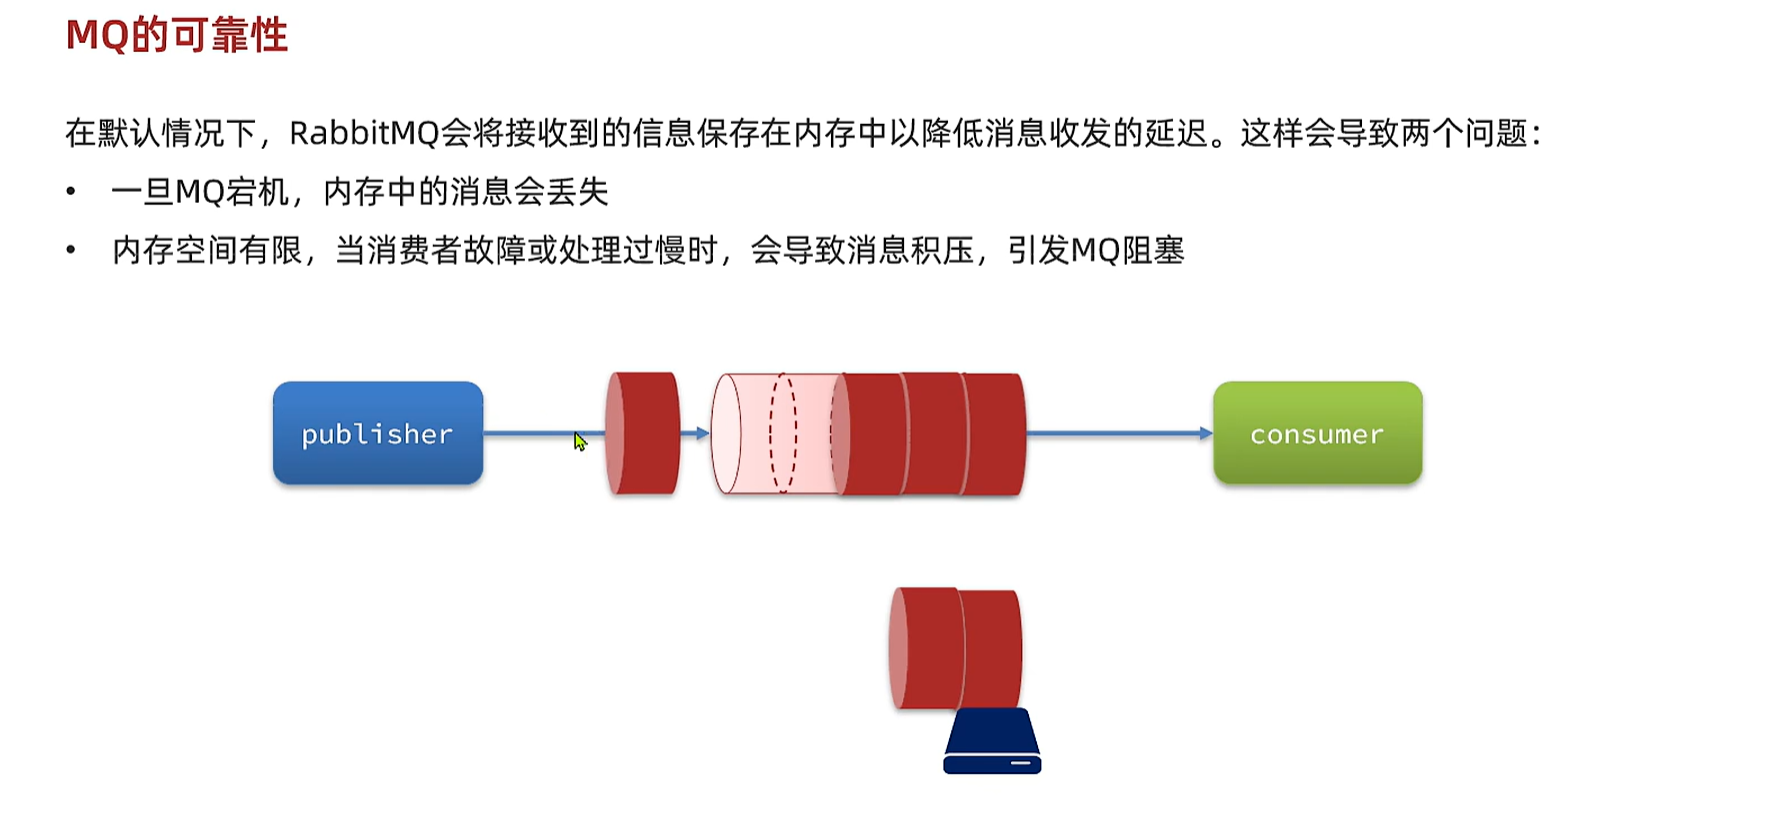 MQ的可靠性
在默认情况下，RabbitMQ会将接收到的信息保存在内存中以降低消息收发的延迟。这样会导致两个问题：
• 一旦MQ宕机，内存中的消息会丢失
• 内存空间有限，当消费者故障或处理过慢时，会导致消息积压，引发MQ阻塞
publisher
consumer